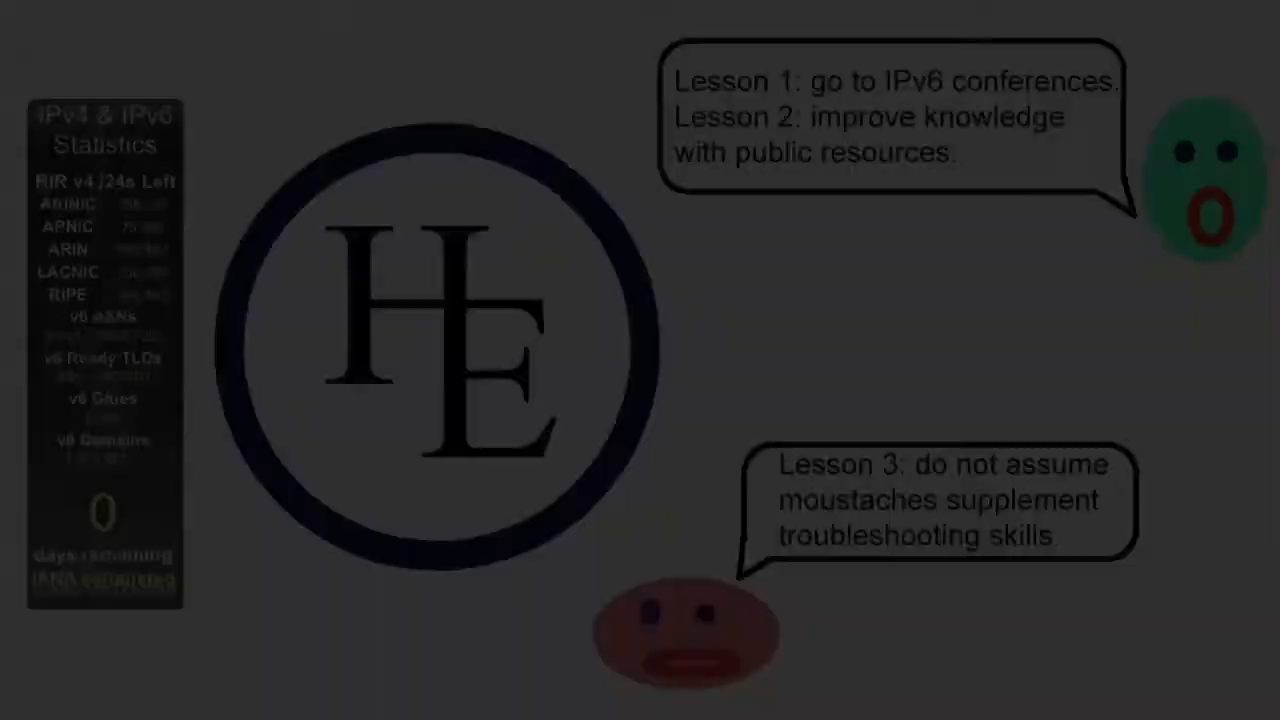 IPv4 & IPv6
Statistics
RIR v4 /24s Left
AFRINIC
APNIC
ARIN
LACNIC
RIPE
v6 ASNs
v6 Ready TLDs
v6 Glues
v6 Domains
0
days remaining
IANA exhausted
HE
Lesson 1: go to IPv6 conferences.
Lesson 2: improve knowledge
with public resources.
Lesson 3: do not assume
moustaches supplement
troubleshooting skills